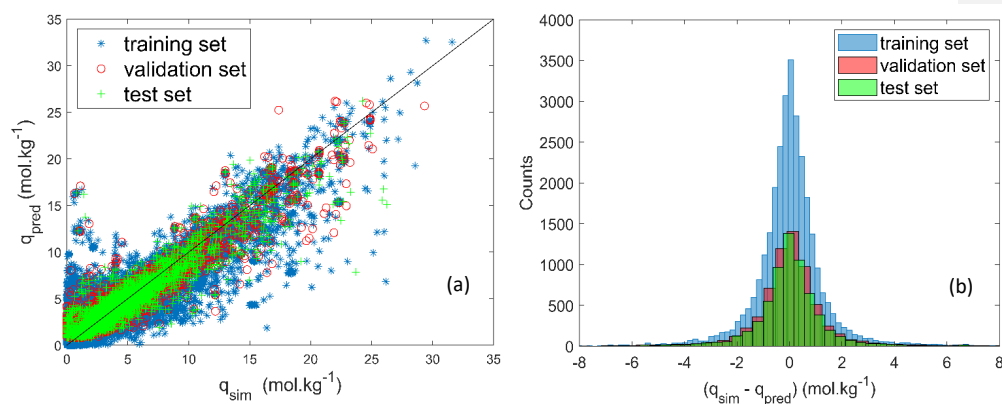 35
30
25
20
15
10
5
0
q_pred (mol.kg⁻¹)
training set
validation set
test set
(a)
0 5 10 15 20 25 30 35
q_sim (mol.kg⁻¹)
4000
3500
3000
2500
2000
1500
1000
500
0
Counts
training set
validation set
test set
(b)
-8 -6 -4 -2 0 2 4 6 8
(q_sim - q_pred) (mol.kg⁻¹)